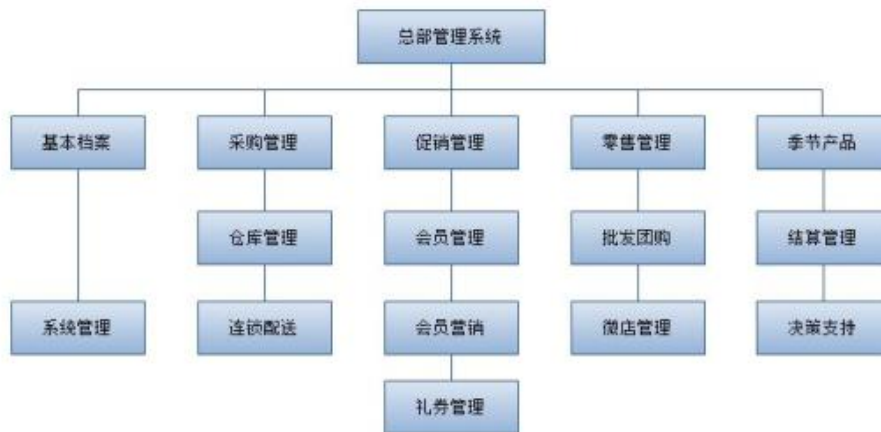 总部管理系统
基本档案
采购管理
促销管理
零售管理
季节产品
仓库管理
会员管理
批发团购
结算管理
系统管理
连锁配送
会员营销
微店管理
决策支持
礼券管理